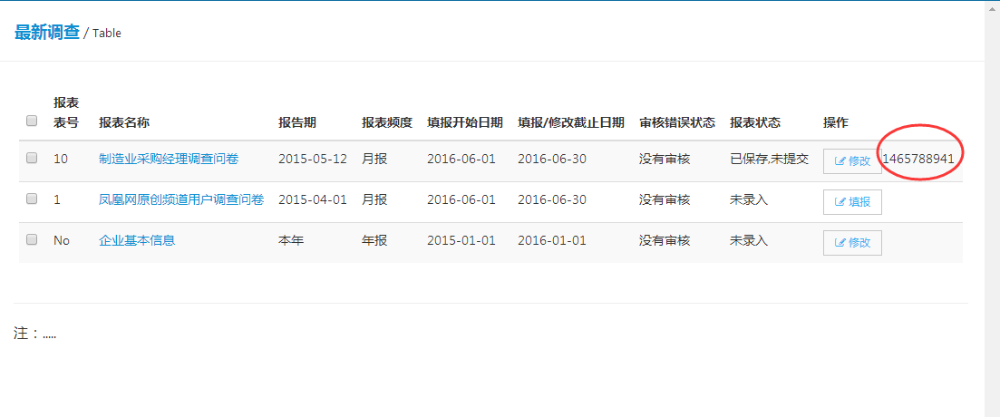 最新调查 / Table
报表表号 报表名称 报告期 报表频度 填报开始日期 填报/修改截止日期 审核错误状态 报表状态 操作
10 制造业采购经理调查问卷 2015-05-12 月报 2016-06-01 2016-06-30 没有审核 已保存,未提交 修改 1465788941
1 凤凰网原创频道用户调查问卷 2015-04-01 月报 2016-06-01 2016-06-30 没有审核 未录入 填报
No 企业基本信息 本年 年报 2015-01-01 2016-01-01 没有审核 未录入 修改
注：.....